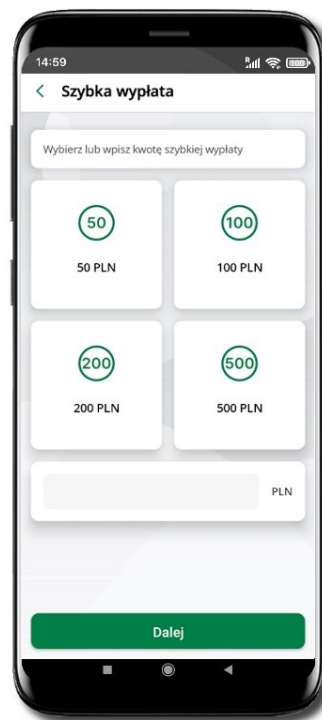 14:59
Szybka wypłata
Wybierz lub wpisz kwotę szybkiej wypłaty
50
100
50 PLN
100 PLN
200
500
200 PLN
500 PLN
PLN
Dalej